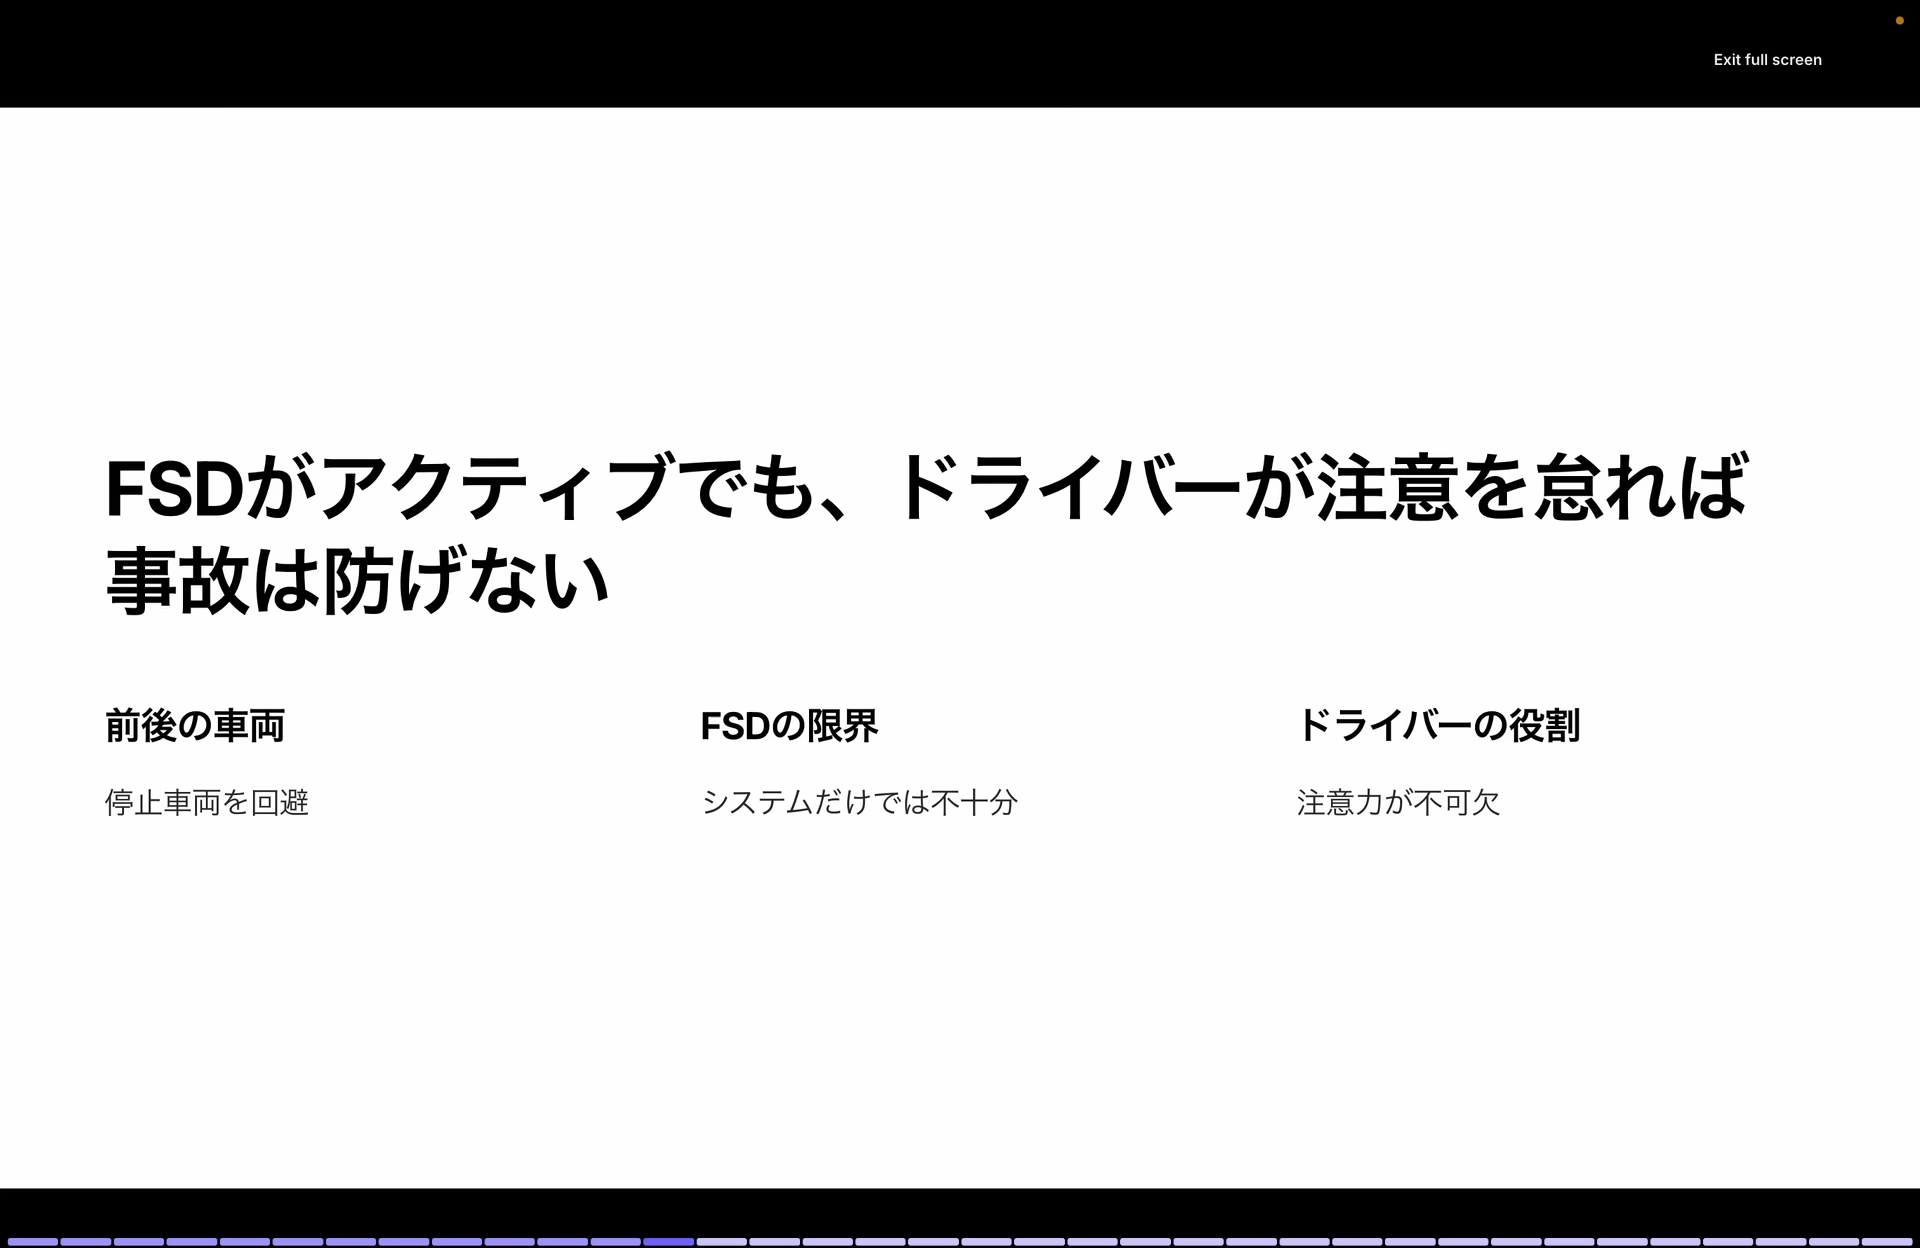 Exit full screen
FSDがアクティブでも、ドライバーが注意を怠れば
事故は防げない
前後の車両
停止車両を回避
FSDの限界
システムだけでは不十分
ドライバーの役割
注意力が不可欠